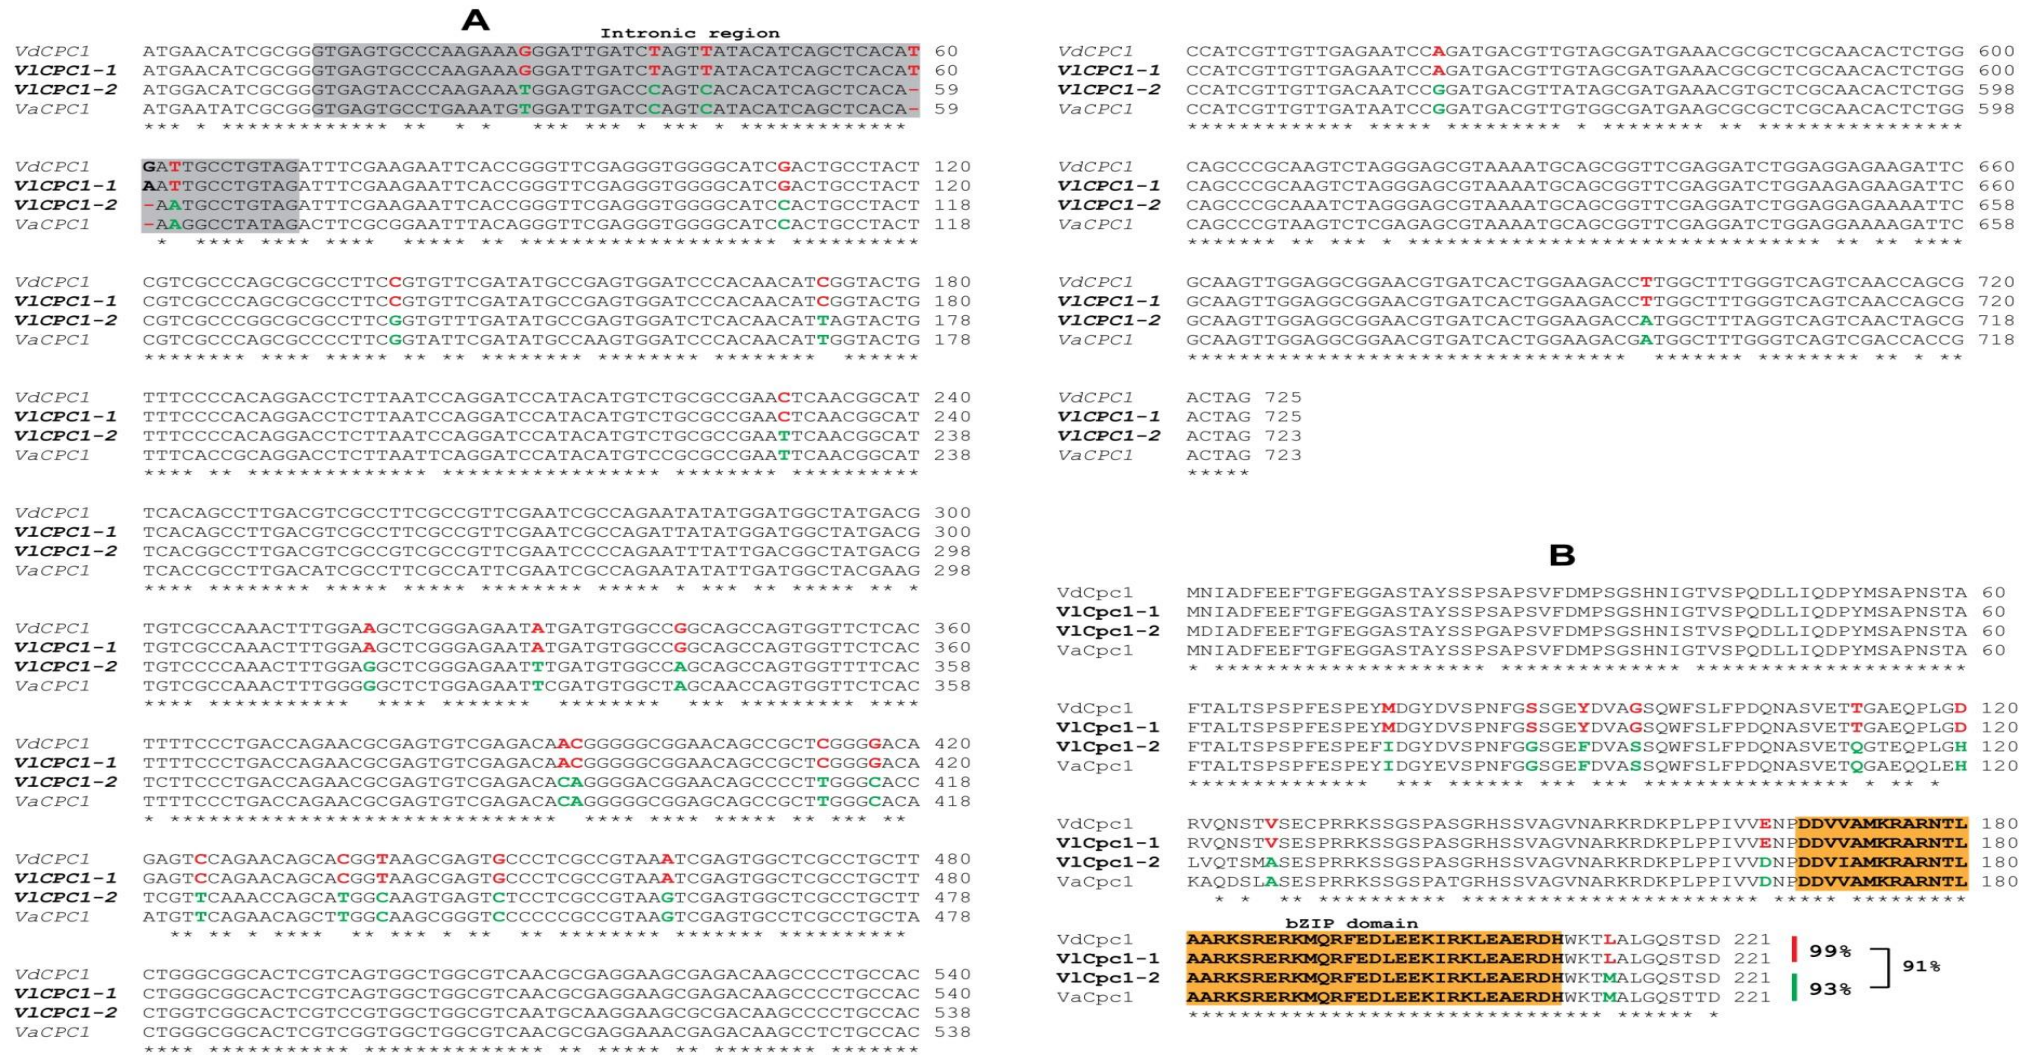 A
Intronic region
VdCPC1 ATGAACATCGCGGGTGAGTGCCCAAGAAAGGGATTGATCTAGTTATACATCAGCTCACAT 60
VlCPC1-1 ATGAACATCGCGGGTGAGTGCCCAAGAAAGGGATTGATCTAGTTATACATCAGCTCACAT 60
VlCPC1-2 ATGGACATCGCGGGTGAGTACCCAAGAAATGGAGTGACCCAGTCACACATCAGCTCACA- 59
VaCPC1 ATGAATATCGCGGGTGAGTGCCTGAAATGTGGATTGATCCAGTCATACATCAGCTCACA- 59
*** * ************* ** * * *** *** * *** * *************
VdCPC1 GATTGCCTGTAGATTTCGAAGAATTCACCGGGTTCGAGGGTGGGGCATCGACTGCCTACT 120
VlCPC1-1 AATTGCCTGTAGATTTCGAAGAATTCACCGGGTTCGAGGGTGGGGCATCGACTGCCTACT 120
VlCPC1-2 -AATGCCTGTAGATTTCGAAGAATTCACCGGGTTCGAGGGTGGGGCATCCACTGCCTACT 118
VaCPC1 -AAGGCCTATAGACTTCGCGGAATTTACAGGGTTCGAGGGTGGGGCATCCACTGCCTACT 118
* **** **** **** ***** ** ******************** **********
VdCPC1 CGTCGCCCAGCGCGCCTTCCGTGTTCGATATGCCGAGTGGATCCCACAACATCGGTACTG 180
VlCPC1-1 CGTCGCCCAGCGCGCCTTCCGTGTTCGATATGCCGAGTGGATCCCACAACATCGGTACTG 180
VlCPC1-2 CGTCGCCCGGCGCGCCTTCGGTGTTTGATATGCCGAGTGGATCTCACAACATTAGTACTG 178
VaCPC1 CGTCGCCCAGCGCCCCTTCGGTATTCGATATGCCAAGTGGATCCCACAACATTGGTACTG 178
******** **** ***** ** ** ******** ******** ******** ******
VdCPC1 TTTCCCCACAGGACCTCTTAATCCAGGATCCATACATGTCTGCGCCGAACTCAACGGCAT 240
VlCPC1-1 TTTCCCCACAGGACCTCTTAATCCAGGATCCATACATGTCTGCGCCGAACTCAACGGCAT 240
VlCPC1-2 TTTCCCCACAGGACCTCTTAATCCAGGATCCATACATGTCTGCGCCGAATTCAACGGCAT 238
VaCPC1 TTTCACCGCAGGACCTCTTAATTCAGGATCCATACATGTCCGCGCCGAATTCAACGGCAT 238
**** ** ************** ***************** ******** **********
VdCPC1 TCACAGCCTTGACGTCGCCTTCGCCGTTCGAATCGCCAGAATATATGGATGGCTATGACG 300
VlCPC1-1 TCACAGCCTTGACGTCGCCTTCGCCGTTCGAATCGCCAGATTATATGGATGGCTATGACG 300
VlCPC1-2 TCACGGCCTTGACGTCGCCGTCGCCGTTCGAATCCCCAGAATTTATTGACGGCTATGACG 298
VaCPC1 TCACCGCCTTGACATCGCCTTCGCCATTCGAATCGCCAGAATATATTGATGGCTACGAAG 298
**** ******** ***** ***** ******** ***** * *** ** ***** ** *
VdCPC1 TGTCGCCAAACTTTGGAAGCTCGGGAGAATATGATGTGGCCGGCAGCCAGTGGTTCTCAC 360
VlCPC1-1 TGTCGCCAAACTTTGGAAGCTCGGGAGAATATGATGTGGCCGGCAGCCAGTGGTTCTCAC 360
VlCPC1-2 TGTCCCCAAACTTTGGAGGCTCGGGAGAATTTGATGTGGCCAGCAGCCAGTGGTTTTCAC 358
VaCPC1 TGTCGCCAAACTTTGGGGGCTCTGGAGAATTCGATGTGGCTAGCAACCAGTGGTTCTCAC 358
**** *********** **** ******* ******** *** ********* ****
VdCPC1 TTTTCCCTGACCAGAACGCGAGTGTCGAGACAACGGGGGCGGAACAGCCGCTCGGGGACA 420
VlCPC1-1 TTTTCCCTGACCAGAACGCGAGTGTCGAGACAACGGGGGCGGAACAGCCGCTCGGGGACA 420
VlCPC1-2 TCTTCCCTGACCAGAACGCGAGTGTCGAGACACAGGGGACGGAACAGCCCCTTGGGCACC 418
VaCPC1 TTTTCCCTGACCAGAACGCGAGTGTCGAGACACAGGGGGCGGAGCAGCCGCTTGGGCACA 418
* ****************************** **** **** ***** ** *** **
VdCPC1 GAGTCCAGAACAGCACGGTAAGCGAGTGCCCTCGCCGTAAATCGAGTGGCTCGCCTGCTT 480
VlCPC1-1 GAGTCCAGAACAGCACGGTAAGCGAGTGCCCTCGCCGTAAATCGAGTGGCTCGCCTGCTT 480
VlCPC1-2 TCGTTCAAACCAGCATGGCAAGTGAGTCTCCTCGCCGTAAGTCGAGTGGCTCGCCTGCTT 478
VaCPC1 ATGTTCAGAACAGCTTGGCAAGCGGGTCCCCCCGCCGTAAGTCGAGTGCCTCGCCTGCTA 478
** ** * **** ** *** * ** ** ******** ******* **********
VdCPC1 CTGGGCGGCACTCGTCAGTGGCTGGCGTCAACGCGAGGAAGCGAGACAAGCCCCTGCCAC 540
VlCPC1-1 CTGGGCGGCACTCGTCAGTGGCTGGCGTCAACGCGAGGAAGCGAGACAAGCCCCTGCCAC 540
VlCPC1-2 CTGGTCGGCACTCGTCCGTGGCTGGCGTCAATGCAAGGAAGCGCGACAAGCCCCTGCCAC 538
VaCPC1 CTGGGCGGCACTCGTCGGTGGCTGGCGTCAACGCGAGGAAACGAGACAAGCCTCTGCCAC 538
**** *********** ************** ** ***** ** ******** *******
VdCPC1 CCATCGTTGTTGAGAATCCAGATGACGTTGTAGCGATGAAACGCGCTCGCAACACTCTGG 600
VlCPC1-1 CCATCGTTGTTGAGAATCCAGATGACGTTGTAGCGATGAAACGCGCTCGCAACACTCTGG 600
VlCPC1-2 CCATCGTTGTTGACAATCCGGATGACGTTATAGCGATGAAACGTGCTCGCAACACTCTGG 598
VaCPC1 CCATCGTTGTTGATAATCCGGATGACGTTGTGGCGATGAAGCGCGCTCGCAACACTCTGG 598
************* ***** ********* * ******** ** ****************
VdCPC1 CAGCCCGCAAGTCTAGGGAGCGTAAAATGCAGCGGTTCGAGGATCTGGAGGAGAAGATTC 660
VlCPC1-1 CAGCCCGCAAGTCTAGGGAGCGTAAAATGCAGCGGTTCGAGGATCTGGAAGAGAAGATTC 660
VlCPC1-2 CAGCCCGCAAATCTAGGGAGCGTAAAATGCAGCGGTTCGAGGATCTGGAGGAGAAAATTC 658
VaCPC1 CAGCCCGTAAGTCTCGAGAGCGTAAAATGCAGCGGTTCGAGGATCTGGAGGAAAAGATTC 658
******* ** *** * ******************************** ** ** ****
VdCPC1 GCAAGTTGGAGGCGGAACGTGATCACTGGAAGACCTTGGCTTTGGGTCAGTCAACCAGCG 720
VlCPC1-1 GCAAGTTGGAGGCGGAACGTGATCACTGGAAGACCTTGGCTTTGGGTCAGTCAACCAGCG 720
VlCPC1-2 GCAAGTTGGAGGCGGAACGTGATCACTGGAAGACCATGGCTTTAGGTCAGTCAACTAGCG 718
VaCPC1 GCAAGTTGGAGGCGGAACGTGATCACTGGAAGACGATGGCTTTGGGTCAGTCGACCACCG 718
********************************** ******* ******** ** * **
VdCPC1 ACTAG 725
VlCPC1-1 ACTAG 725
VlCPC1-2 ACTAG 723
VaCPC1 ACTAG 723
*****
B
VdCpc1 MNIADFEEFTGFEGGASTAYSSPSAPSVFDMPSGSHNIGTVSPQDLLIQDPYMSAPNSTA 60
VlCpc1-1 MNIADFEEFTGFEGGASTAYSSPSAPSVFDMPSGSHNIGTVSPQDLLIQDPYMSAPNSTA 60
VlCpc1-2 MDIADFEEFTGFEGGASTAYSSPGAPSVFDMPSGSHNISTVSPQDLLIQDPYMSAPNSTA 60
VaCpc1 MNIADFEEFTGFEGGASTAYSSPSAPSVFDMPSGSHNIGTVSPQDLLIQDPYMSAPNSTA 60
* ********************* ************** *********************
VdCpc1 FTALTSPSPFESPEYMDGYDVSPNFGSSGEYDVAGSQWFSLFPDQNASVETTGAEQPLGD 120
VlCpc1-1 FTALTSPSPFESPEYMDGYDVSPNFGSSGEYDVAGSQWFSLFPDQNASVETTGAEQPLGD 120
VlCpc1-2 FTALTSPSPFESPEFIDGYDVSPNFGGSGEFDVASSQWFSLFPDQNASVETQGTEQPLGH 120
VaCpc1 FTALTSPSPFESPEYIDGYEVSPNFGGSGEFDVASSQWFSLFPDQNASVETQGAEQQLEH 120
************** *** ****** *** *** **************** * ** *
VdCpc1 RVQNSTVSECPRRKSSGSPASGRHSSVAGVNARKRDKPLPPIVVENPDDVVAMKRARNTL 180
VlCpc1-1 RVQNSTVSECPRRKSSGSPASGRHSSVAGVNARKRDKPLPPIVVENPDDVVAMKRARNTL 180
VlCpc1-2 LVQTSMASESPRRKSSGSPASGRHSSVAGVNARKRDKPLPPIVVDNPDDVIAMKRARNTL 180
VaCpc1 KAQDSLASESPRRKSSGSPATGRHSSVAGVNARKRDKPLPPIVVDNPDDVVAMKRARNTL 180
* * ** ********** *********************** ***** *********
bZIP domain
VdCpc1 AARKSRERKMQRFEDLEEKIRKLEAERDHWKTLALGQSTSD 221
VlCpc1-1 AARKSRERKMQRFEDLEEKIRKLEAERDHWKTLALGQSTSD 221
VlCpc1-2 AARKSRERKMQRFEDLEEKIRKLEAERDHWKTMALGQSTSD 221
VaCpc1 AARKSRERKMQRFEDLEEKIRKLEAERDHWKTMALGQSTTD 221
******************************** ****** *
99%
93%
91%